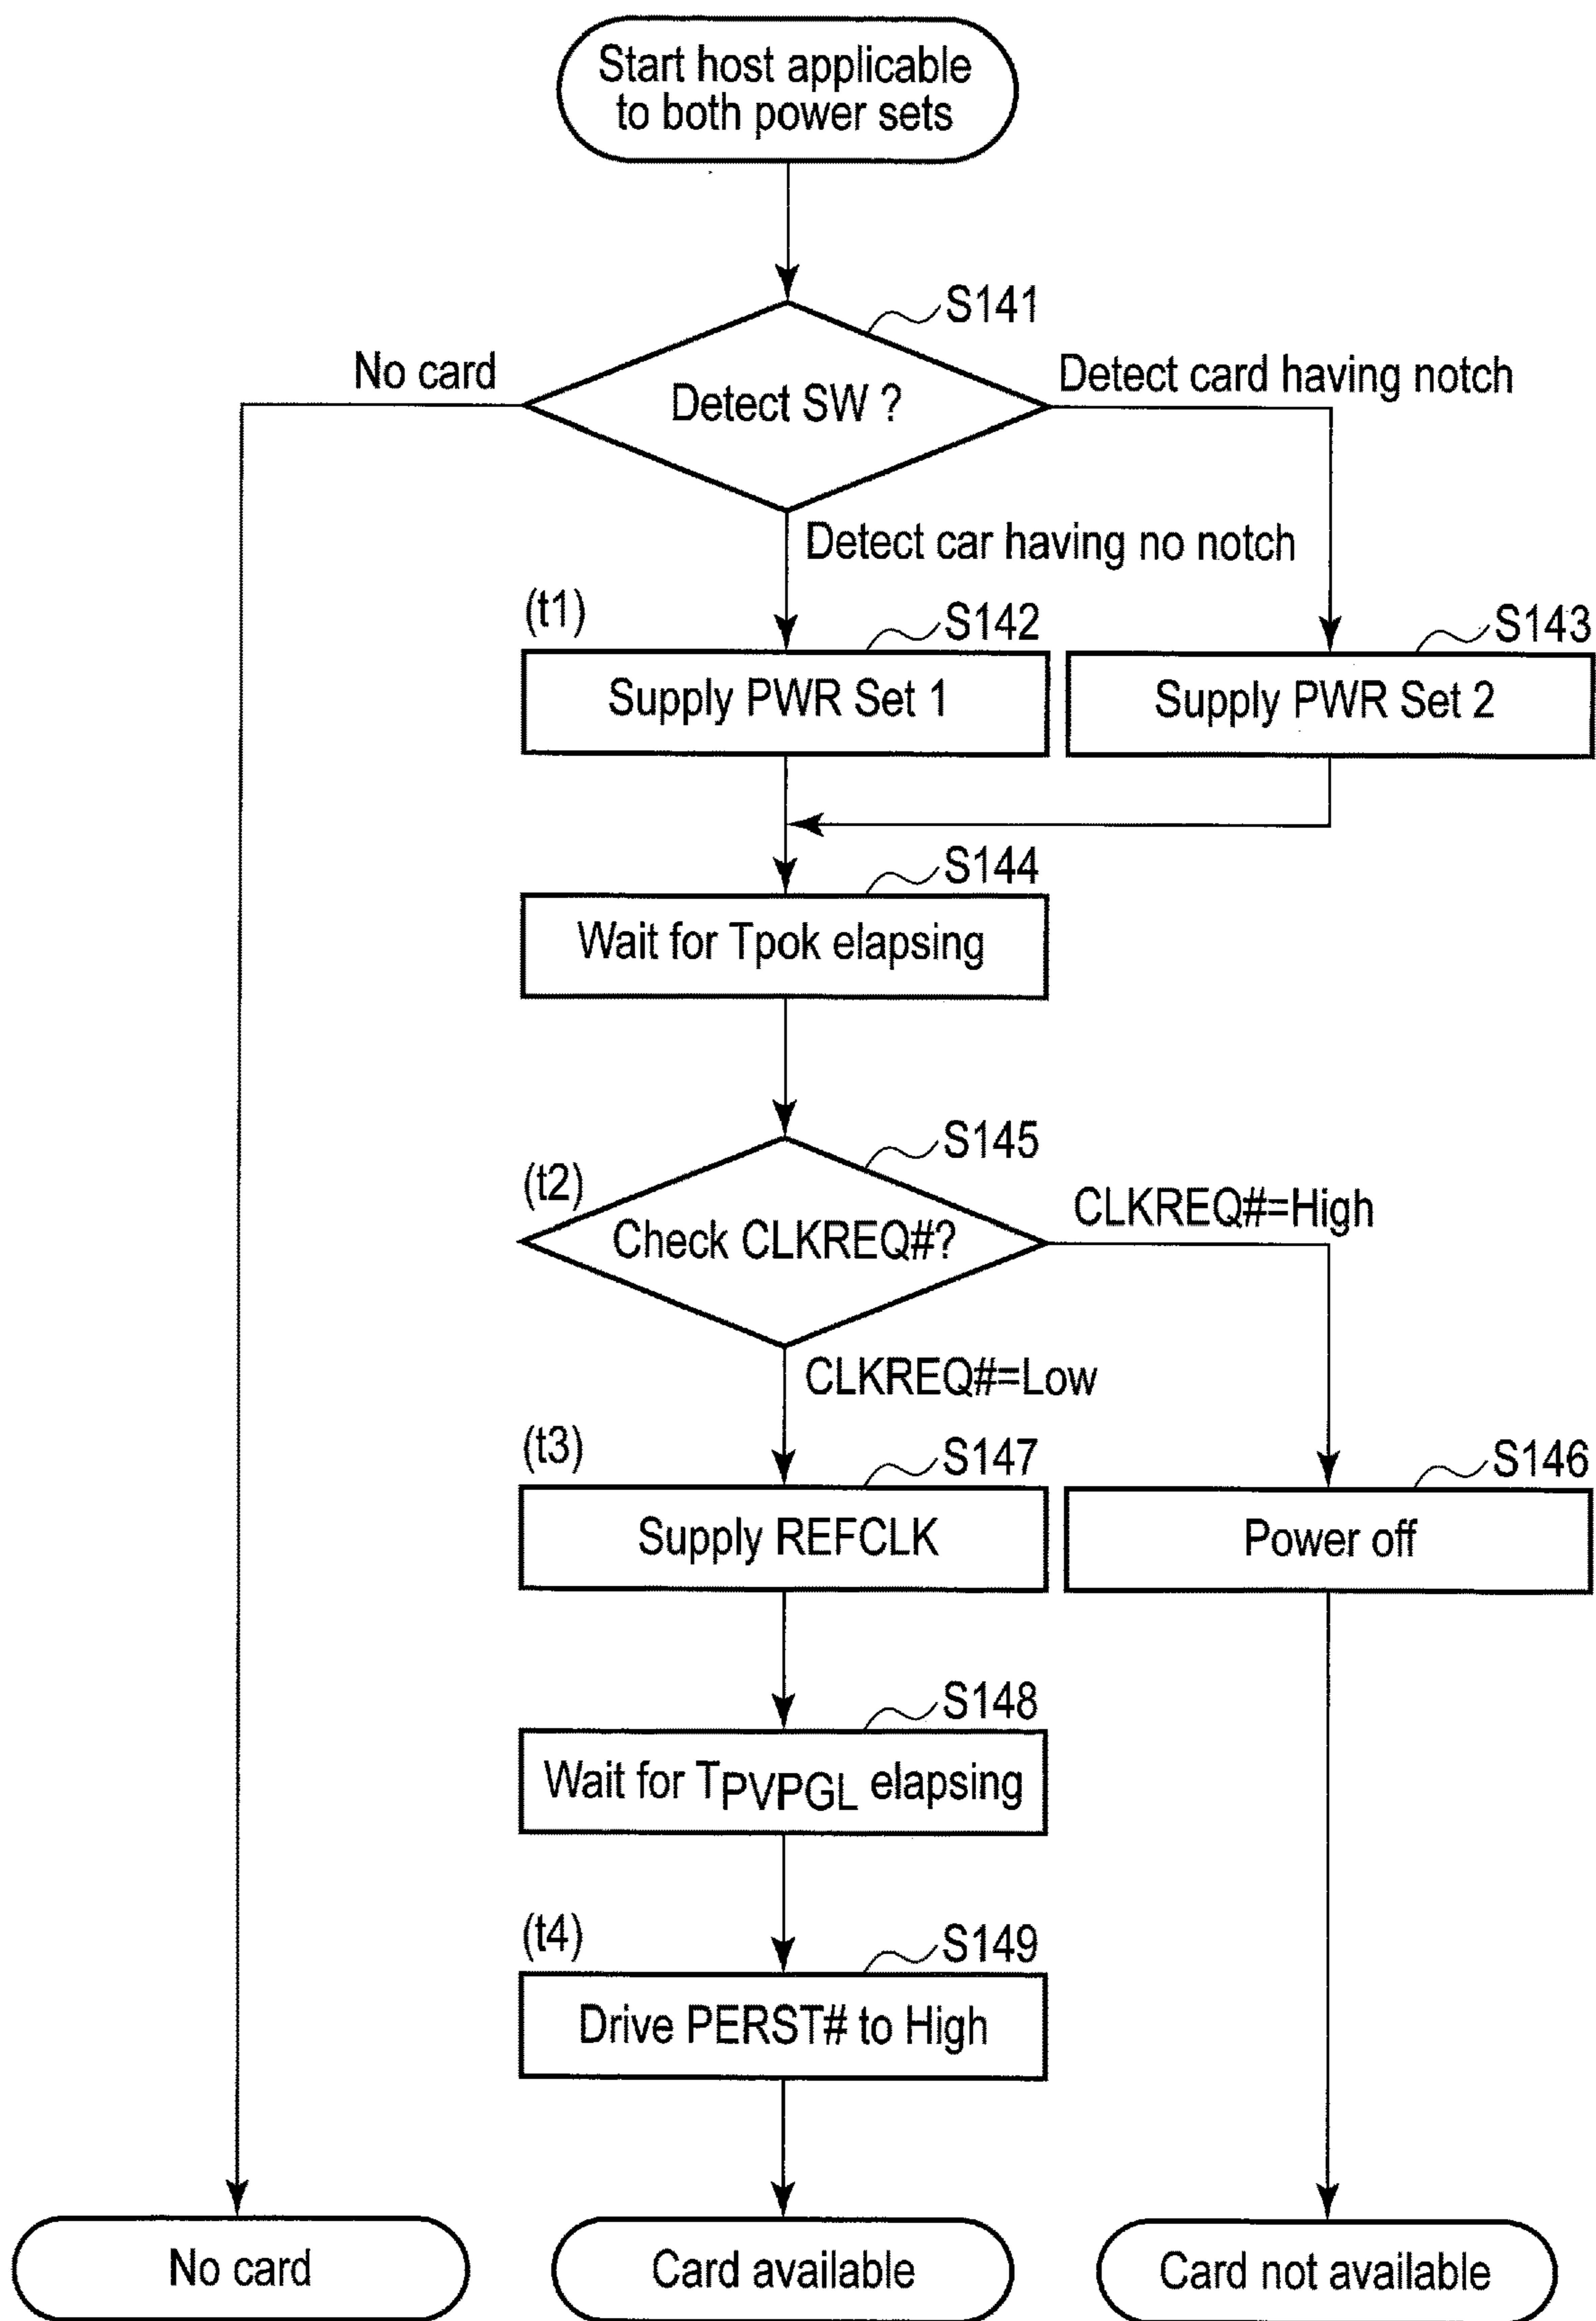 Start host applicable
to both power sets
S141
No card
Detect card having notch
Detect SW ?
Detect car having no notch
(t1)
S142
S143
Supply PWR Set 1
Supply PWR Set 2
S144
Wait for Tpok elapsing
S145
(t2)
CLKREQ#=High
Check CLKREQ#?
CLKREQ#=Low
(t3)
S147
S146
Supply REFCLK
Power off
S148
Wait for TPVPGL elapsing
(t4)
S149
Drive PERST# to High
No card
Card available
Card not available